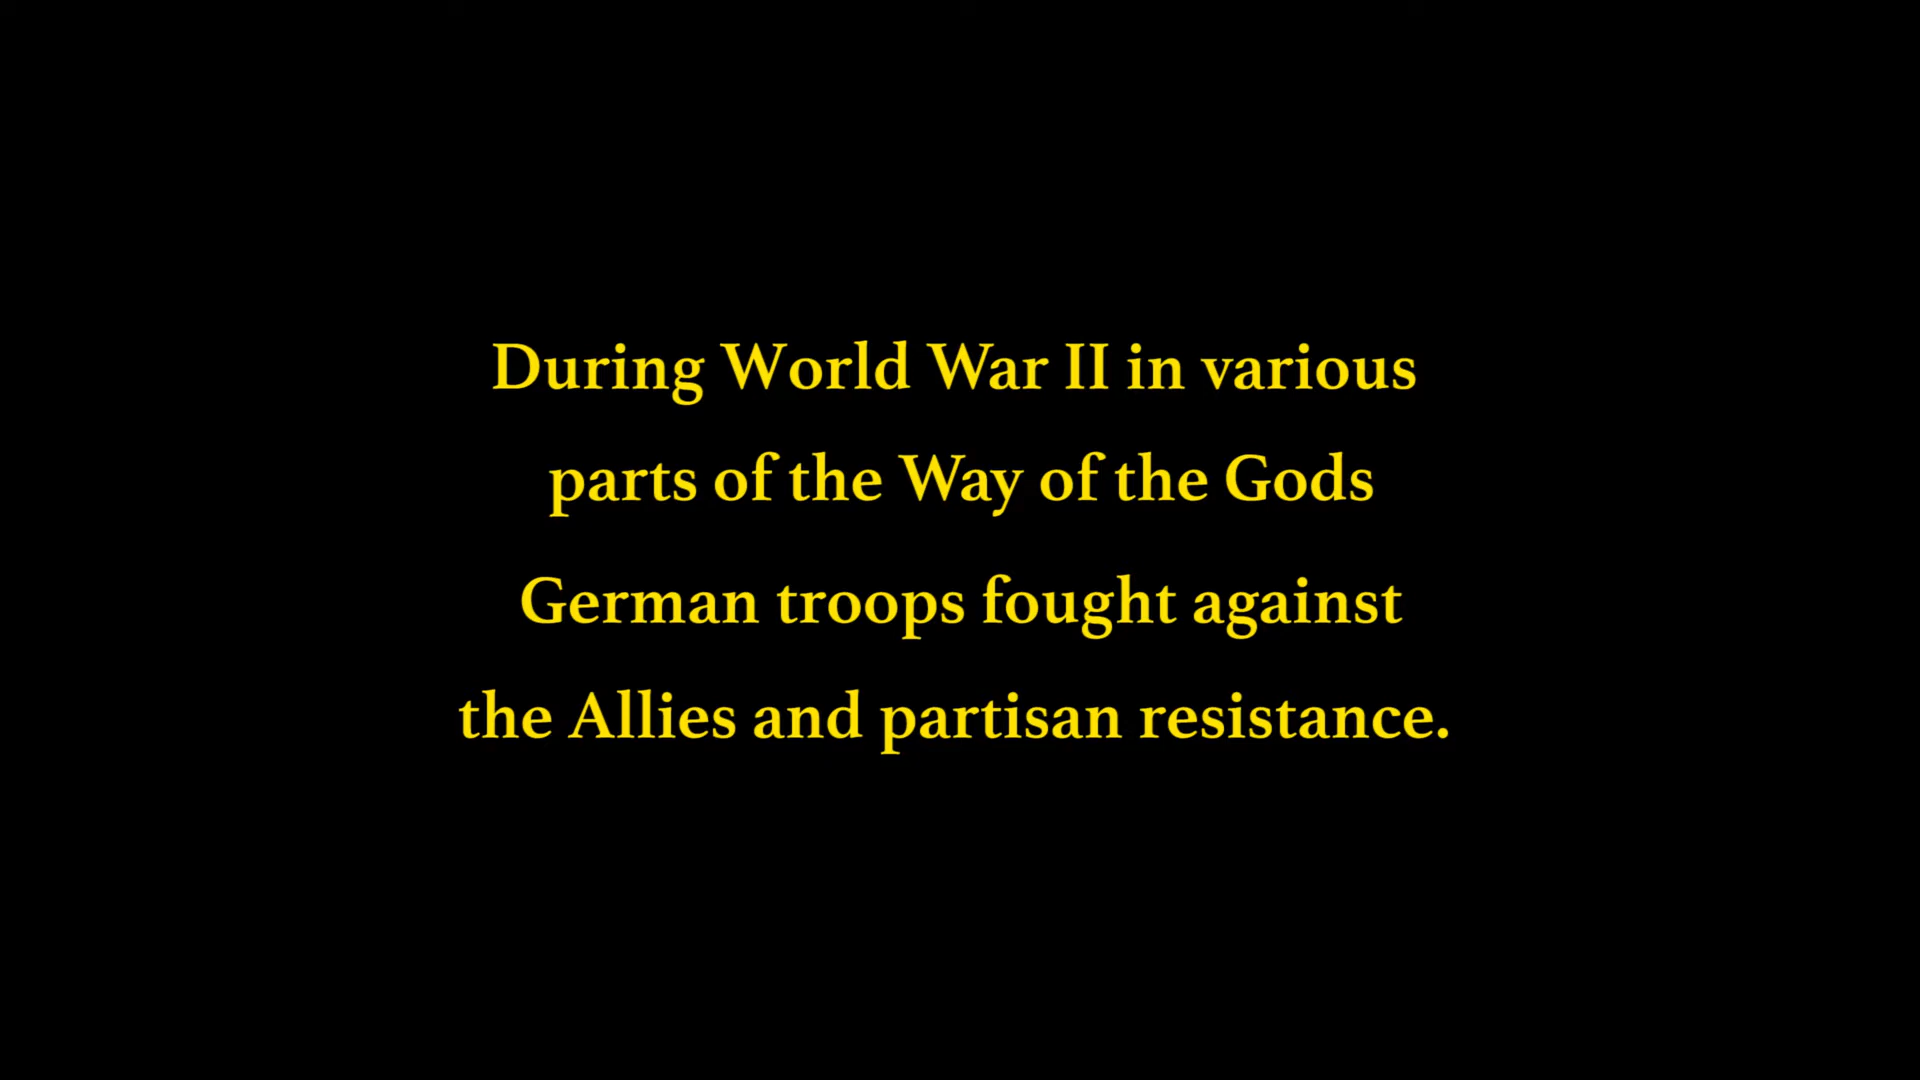 During World War II in various
parts of the Way of the Gods
German troops fought against
the Allies and partisan resistance.